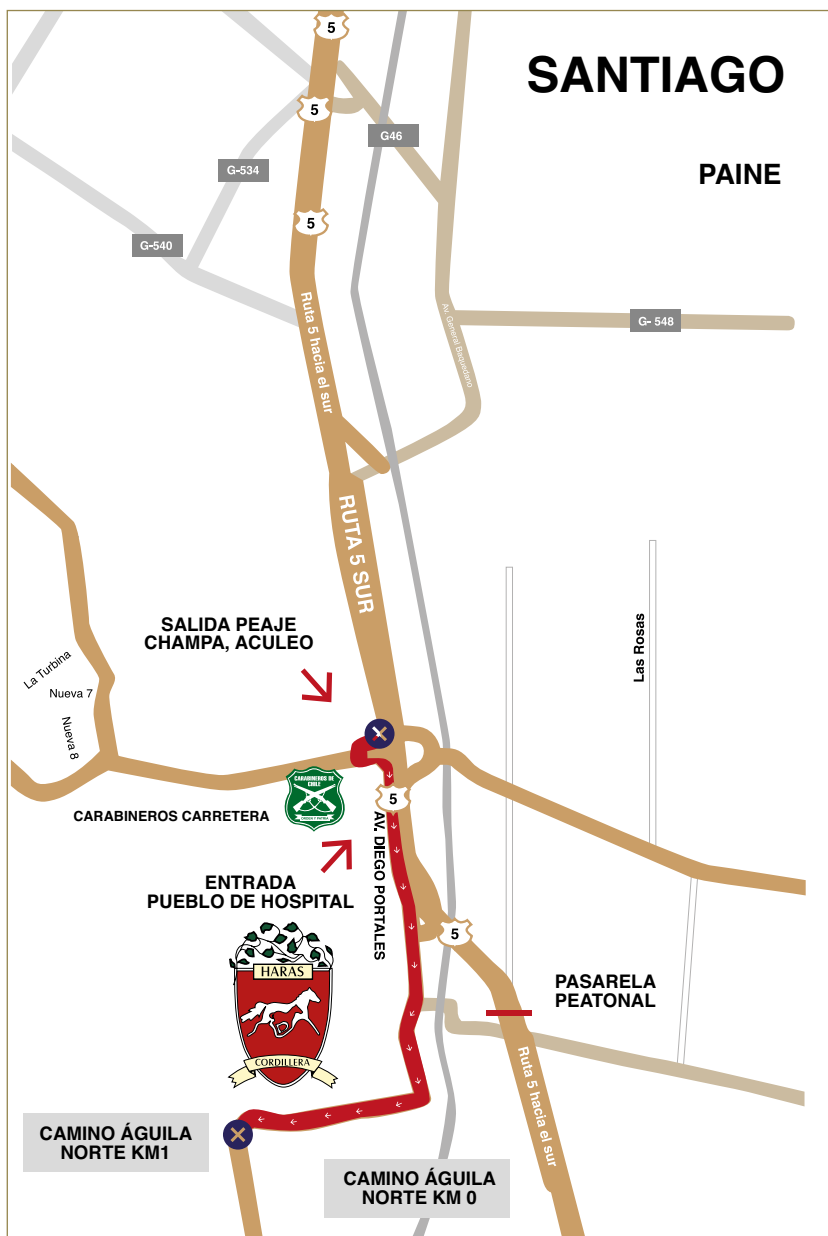 5
SANTIAGO
5
G46
G-534
PAINE
5
G-540
Ruta 5 hacia el sur
Av. General Baquedano
G- 548
RUTA 5 SUR
SALIDA PEAJE
CHAMPA, ACULEO
Las Rosas
La Turbina
Nueva 7
Nueva 8
CARABINEROS DE
CHILE
ORDEN Y PATRIA
5
CARABINEROS CARRETERA
AV. DIEGO PORTALES
ENTRADA
PUEBLO DE HOSPITAL
5
HARAS
CORDILLERA
PASARELA
PEATONAL
Ruta 5 hacia el sur
CAMINO ÁGUILA
NORTE KM1
CAMINO ÁGUILA
NORTE KM 0